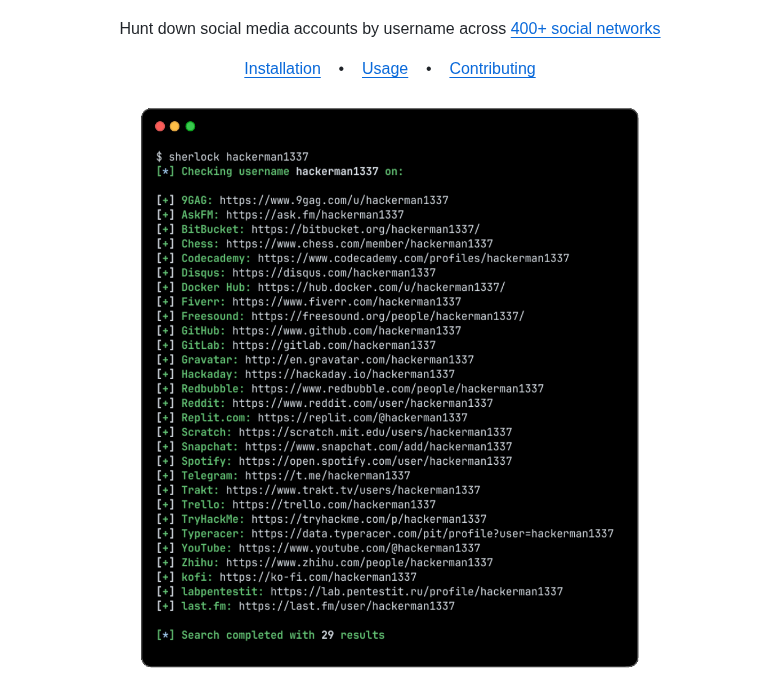 Hunt down social media accounts by username across 400+ social networks
Installation • Usage • Contributing
$ sherlock hackerman1337
[*] Checking username hackerman1337 on:
[+] 9GAG: https://www.9gag.com/u/hackerman1337
[+] AskFM: https://ask.fm/hackerman1337
[+] BitBucket: https://bitbucket.org/hackerman1337/
[+] Chess: https://www.chess.com/member/hackerman1337
[+] Codecademy: https://www.codecademy.com/profiles/hackerman1337
[+] Disqus: https://disqus.com/hackerman1337
[+] Docker Hub: https://hub.docker.com/u/hackerman1337/
[+] Fiverr: https://www.fiverr.com/hackerman1337
[+] Freesound: https://freesound.org/people/hackerman1337/
[+] GitHub: https://www.github.com/hackerman1337
[+] GitLab: https://gitlab.com/hackerman1337
[+] Gravatar: http://en.gravatar.com/hackerman1337
[+] Hackaday: https://hackaday.io/hackerman1337
[+] Redbubble: https://www.redbubble.com/people/hackerman1337
[+] Reddit: https://www.reddit.com/user/hackerman1337
[+] Replit.com: https://replit.com/@hackerman1337
[+] Scratch: https://scratch.mit.edu/users/hackerman1337
[+] Snapchat: https://www.snapchat.com/add/hackerman1337
[+] Spotify: https://open.spotify.com/user/hackerman1337
[+] Telegram: https://t.me/hackerman1337
[+] Trakt: https://www.trakt.tv/users/hackerman1337
[+] Trello: https://trello.com/hackerman1337
[+] TryHackMe: https://tryhackme.com/p/hackerman1337
[+] Typeracer: https://data.typeracer.com/pit/profile?user=hackerman1337
[+] YouTube: https://www.youtube.com/@hackerman1337
[+] Zhihu: https://www.zhihu.com/people/hackerman1337
[+] kofi: https://ko-fi.com/hackerman1337
[+] labpentestit: https://lab.pentestit.ru/profile/hackerman1337
[+] last.fm: https://last.fm/user/hackerman1337
[*] Search completed with 29 results